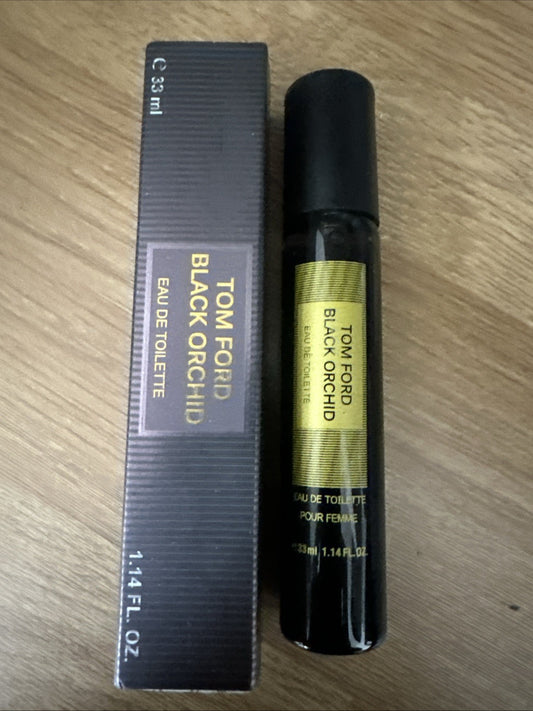 ℮ 33 ml
TOM FORD
BLACK ORCHID
EAU DE TOILETTE
1.14 FL. OZ.
TOM FORD
BLACK ORCHID
EAU DE TOILETTE
EAU DE TOILETTE
POUR FEMME
℮33ml 1.14 FL.OZ.